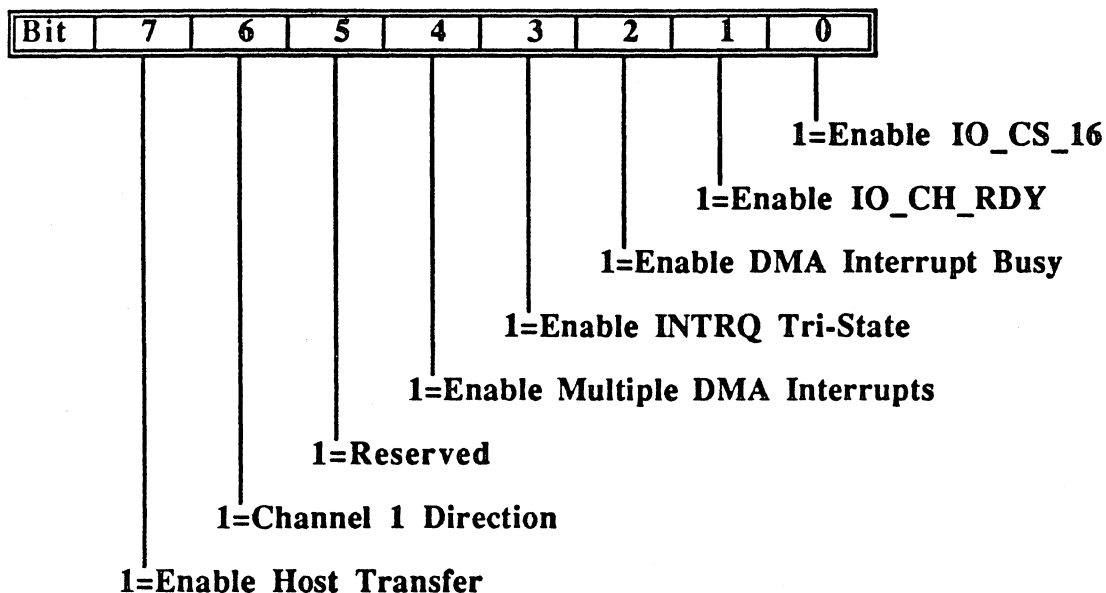 Bit 7 6 5 4 3 2 1 0
1=Enable IO_CS_16
1=Enable IO_CH_RDY
1=Enable DMA Interrupt Busy
1=Enable INTRQ Tri-State
1=Enable Multiple DMA Interrupts
1=Reserved
1=Channel 1 Direction
1=Enable Host Transfer